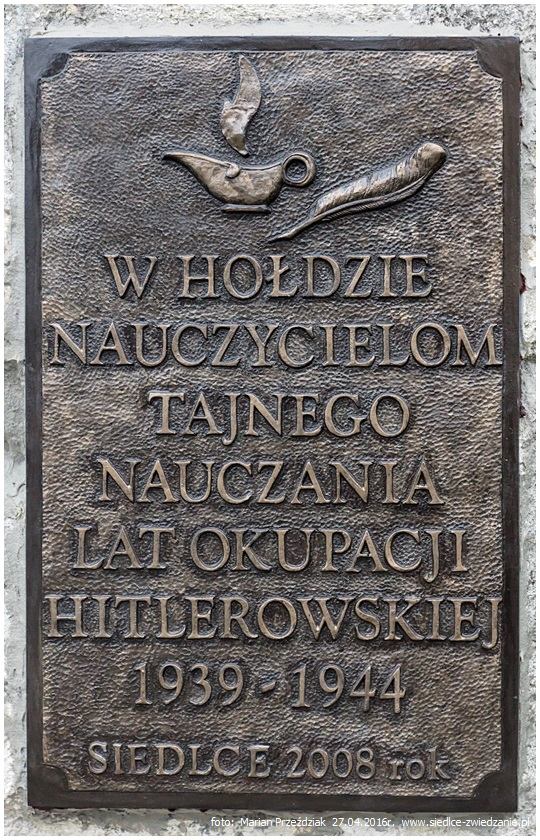 W HOŁDZIE
NAUCZYCIELOM
TAJNEGO
NAUCZANIA
LAT OKUPACJI
HITLEROWSKIEJ
1939 - 1944
SIEDLCE 2008 rok
foto: Marian Przeździak 27.04.2016r. www.siedlce-zwiedzanie.pl